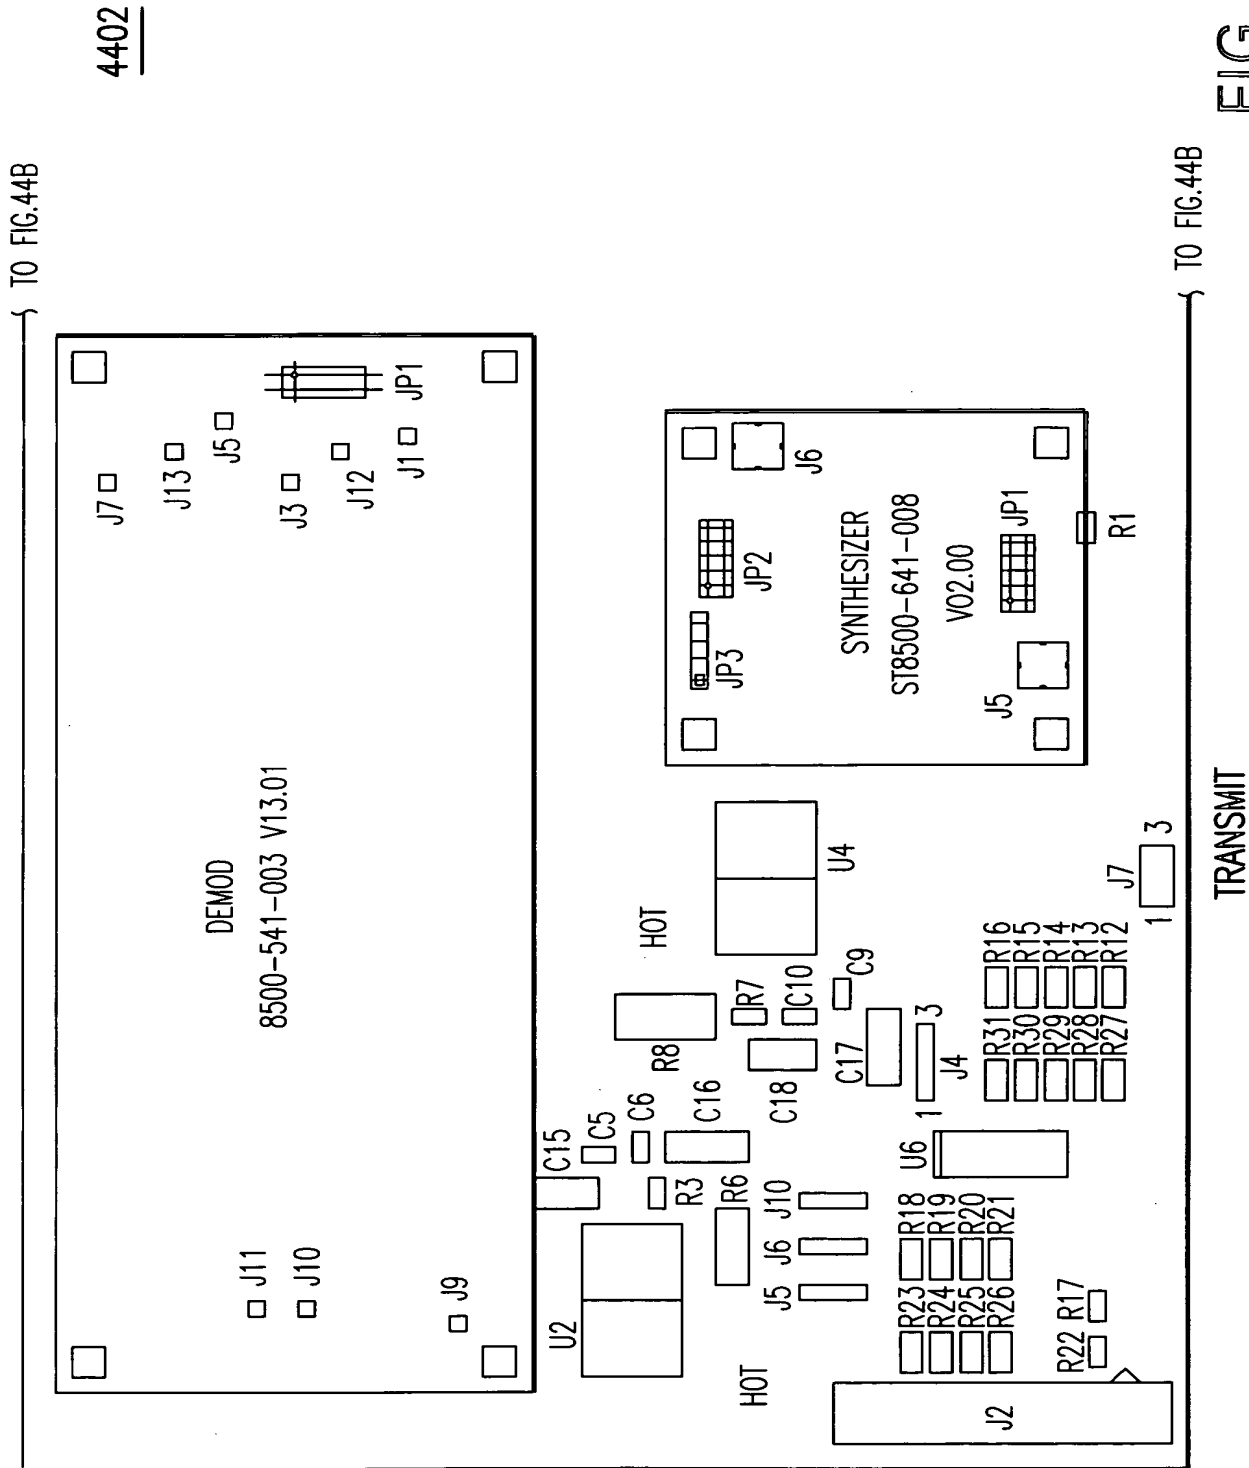 4402
TO FIG.44B
DEMOD
8500-541-003 V13.01
J11
J10
J9
J7
J13
J5
J3
J12
J1
JP1
SYNTHESIZER
ST8500-641-008
V02.00
JP3
JP2
J6
J5
JP1
R1
HOT
U4
HOT
U2
C15
C5
C6
C16
R3
R6
R8
R7
C10
C9
C18
C17
J5
J6
J10
1
J4
3
U6
R23
R18
R24
R19
R25
R20
R26
R21
R31
R16
R30
R15
R29
R14
R28
R13
R27
R12
R22
R17
J2
1
J7
3
TO FIG.44B
TRANSMIT
FIG